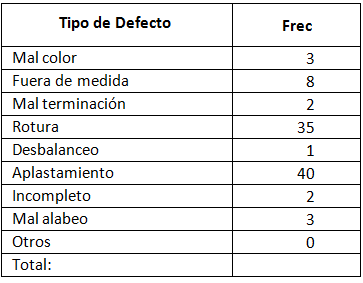 Tipo de Defecto Frec
Mal color 3
Fuera de medida 8
Mal terminación 2
Rotura 35
Desbalanceo 1
Aplastamiento 40
Incompleto 2
Mal alabeo 3
Otros 0
Total: